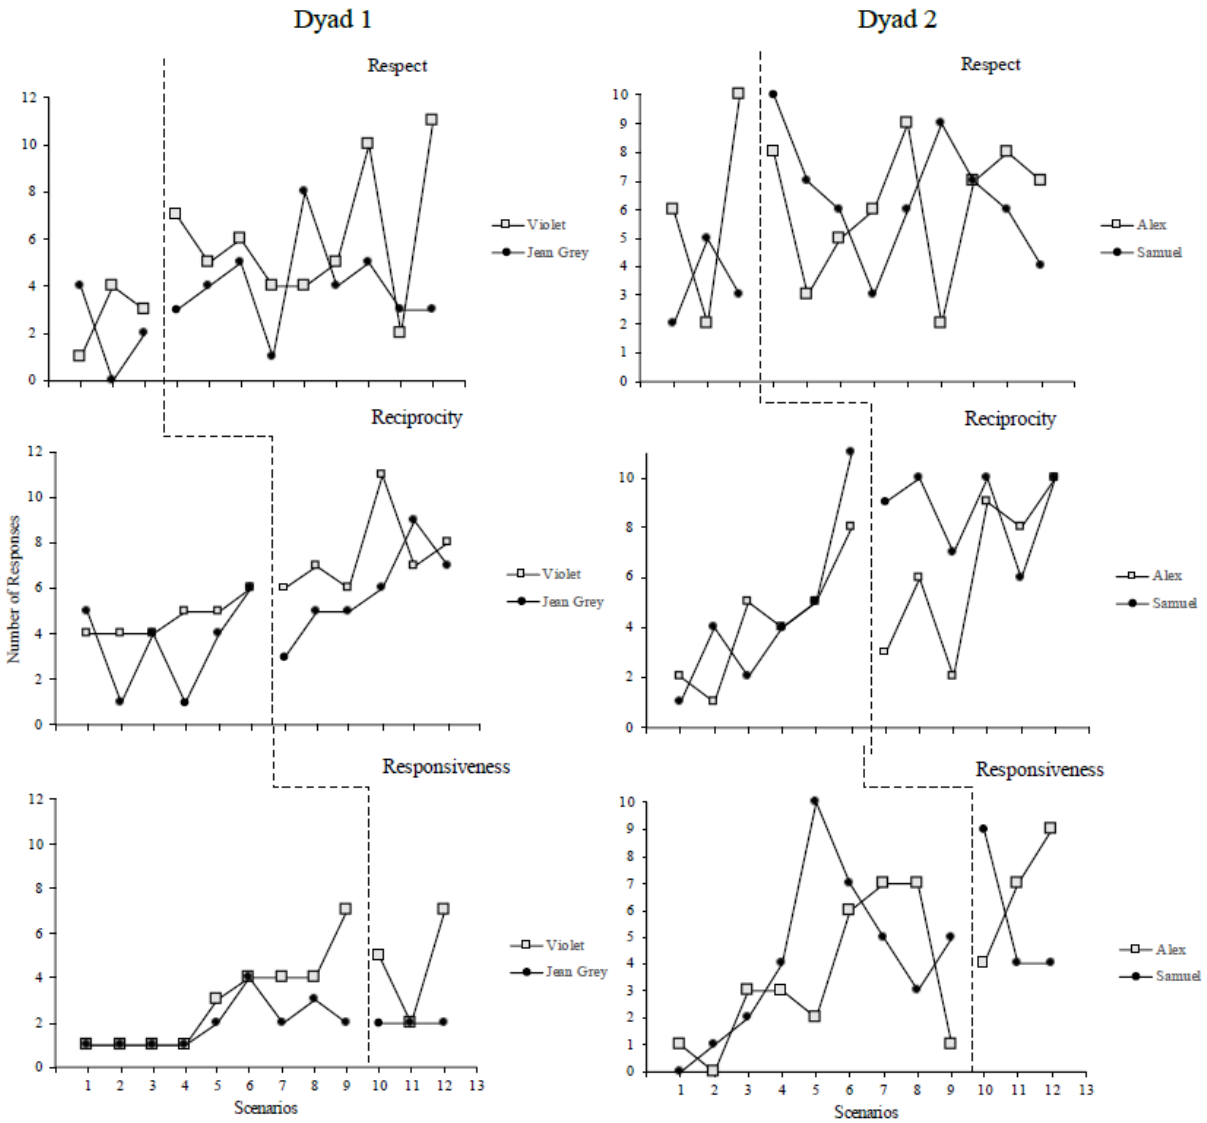 Dyad 1
Dyad 2
Respect
12
10
8
6
4
2
0
Violet
Jean Grey
Respect
10
9
8
7
6
5
4
3
2
1
0
Alex
Samuel
Reciprocity
12
10
8
6
4
2
0
Number of Responses
Violet
Jean Grey
Reciprocity
10
8
6
4
2
0
Alex
Samuel
Responsiveness
12
10
8
6
4
2
0
1 2 3 4 5 6 7 8 9 10 11 12 13
Scenarios
Violet
Jean Grey
Responsiveness
10
9
8
7
6
5
4
3
2
1
0
1 2 3 4 5 6 7 8 9 10 11 12 13
Scenarios
Alex
Samuel